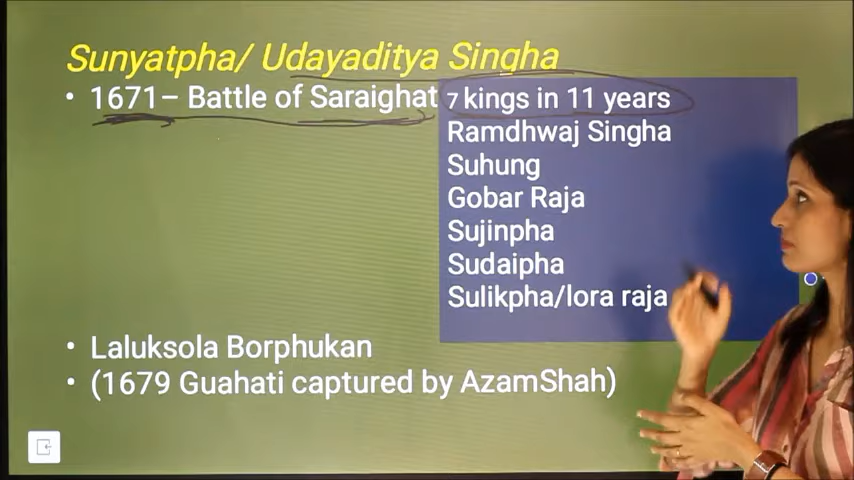 Sunyatpha/ Udayaditya Singha
• 1671– Battle of Saraighat
7 kings in 11 years
Ramdhwaj Singha
Suhung
Gobar Raja
Sujinpha
Sudaipha
Sulikpha/lora raja
• Laluksola Borphukan
• (1679 Guahati captured by AzamShah)